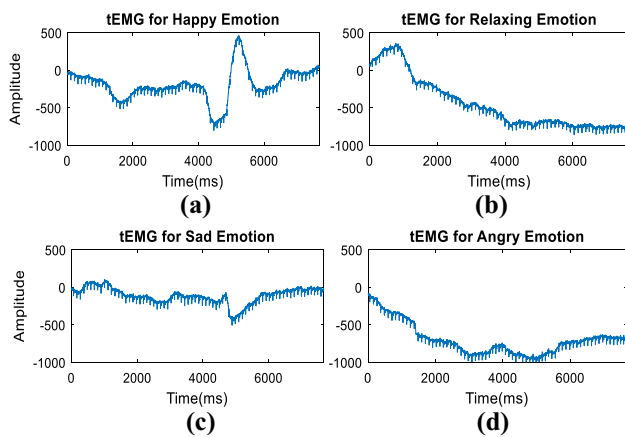 tEMG for Happy Emotion
500
0
-500
-1000
Amplitude
0 2000 4000 6000
Time(ms)
(a)
tEMG for Relaxing Emotion
500
0
-500
-1000
0 2000 4000 6000
Time(ms)
(b)
tEMG for Sad Emotion
500
0
-500
-1000
Amplitude
0 2000 4000 6000
Time(ms)
(c)
tEMG for Angry Emotion
500
0
-500
-1000
0 2000 4000 6000
Time(ms)
(d)